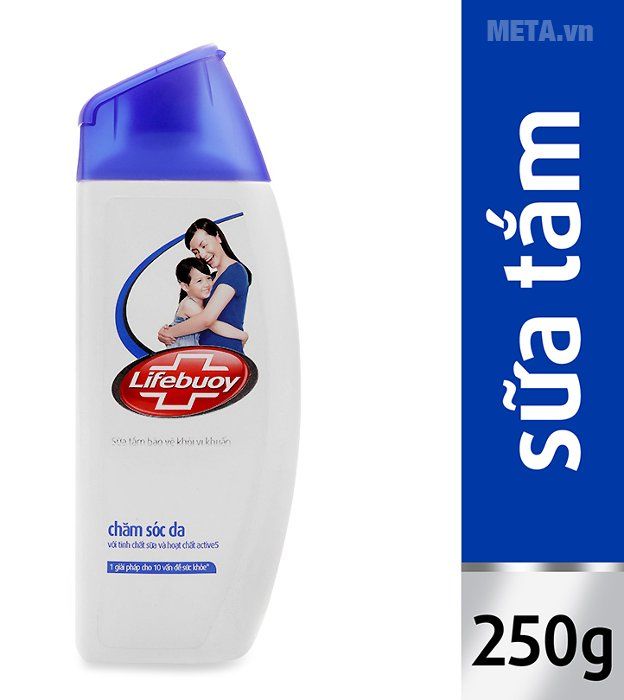 META.vn
Lifebuoy
Sữa tắm bảo vệ khỏi vi khuẩn
chăm sóc da
với tinh chất sữa và hoạt chất active5
1 giải pháp cho 10 vấn đề sức khỏe*
sữa tắm
250g